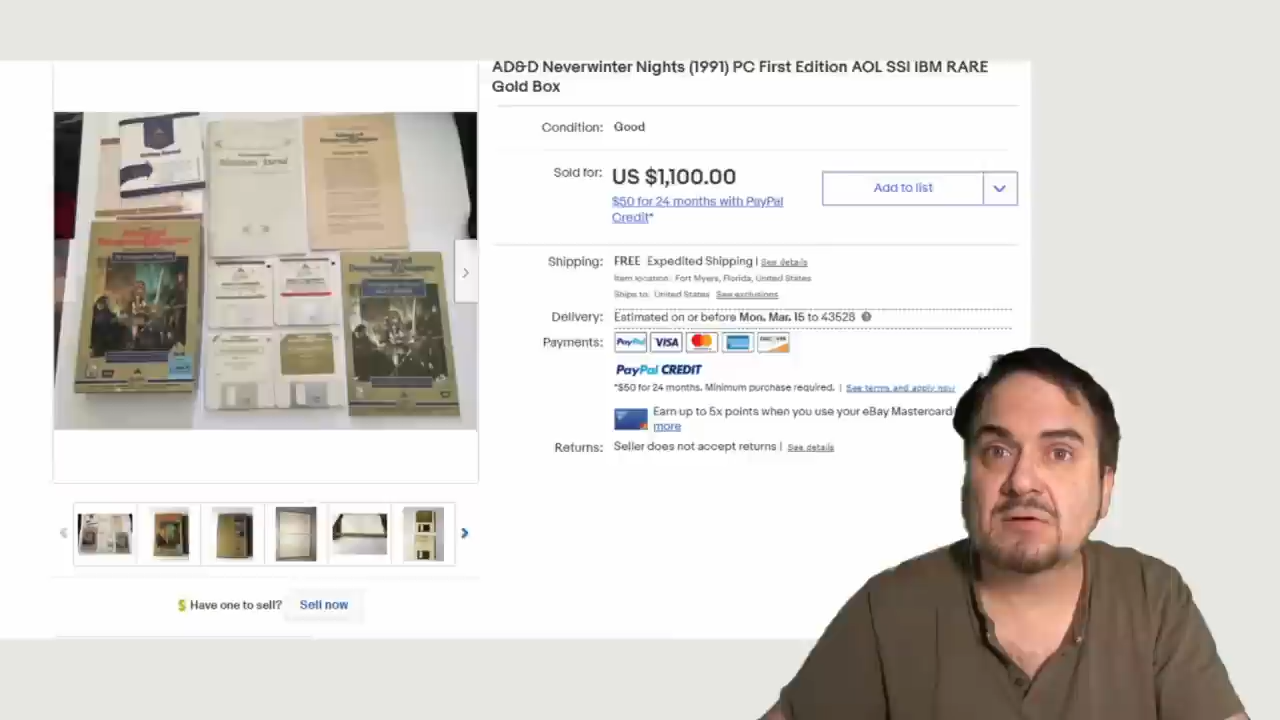 AD&D Neverwinter Nights (1991) PC First Edition AOL SSI IBM RARE
Gold Box
Condition: Good
Sold for: US $1,100.00
Add to list
$50 for 24 months with PayPal
Credit*
Shipping: FREE Expedited Shipping | See details
Item location: Fort Myers, Florida, United States
Ships to: United States See exclusions
Delivery: Estimated on or before Mon. Mar. 15 to 43528
Payments: PayPal VISA DISCOVER
PayPal CREDIT
*$50 for 24 months. Minimum purchase required. | See terms and apply now
Earn up to 5x points when you use your eBay Mastercard
more
Returns: Seller does not accept returns | See details
$ Have one to sell? Sell now